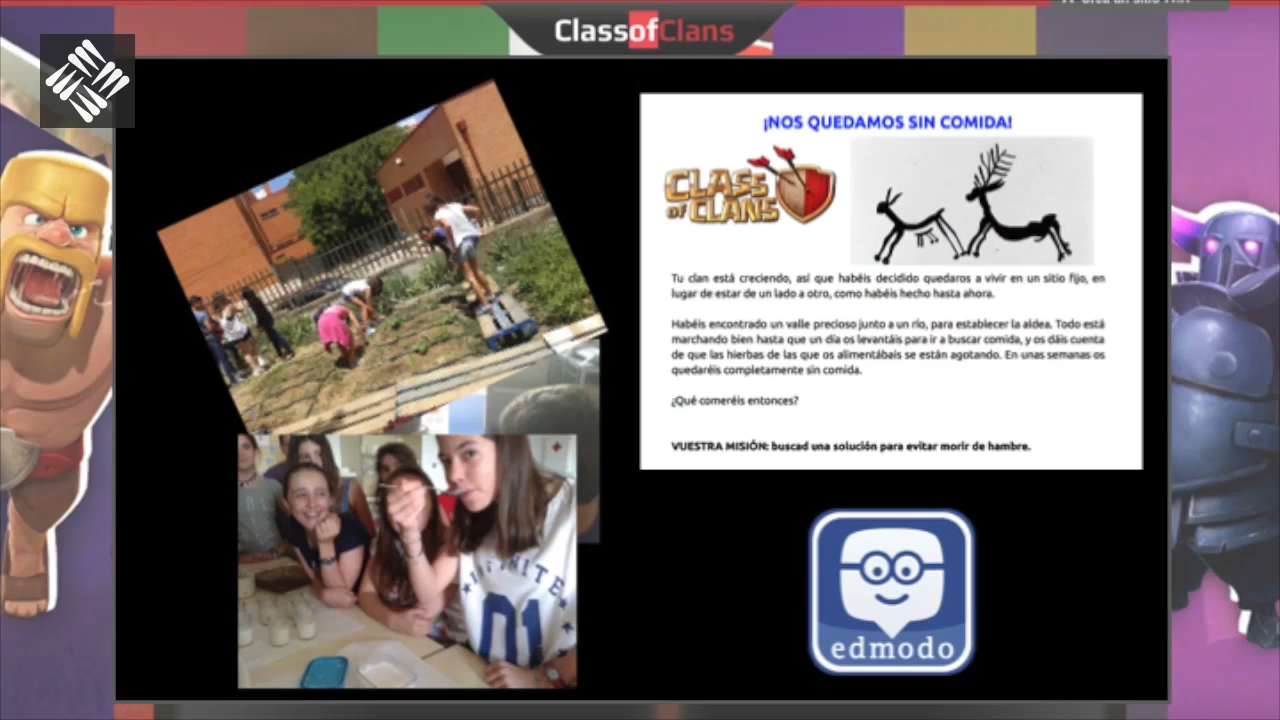 ClassofClans
¡NOS QUEDAMOS SIN COMIDA!
CLASS
OF CLANS
Tu clan está creciendo, así que habéis decidido quedaros a vivir en un sitio fijo, en
lugar de estar de un lado a otro, como habéis hecho hasta ahora.
Habéis encontrado un valle precioso junto a un río, para establecer la aldea. Todo está
marchando bien hasta que un día os levantáis para ir a buscar comida, y os dáis cuenta
de que las hierbas de las que os alimentábais se están agotando. En unas semanas os
quedaréis completamente sin comida.
¿Qué comeréis entonces?
VUESTRA MISIÓN: buscad una solución para evitar morir de hambre.
INFINITE
01
edmodo